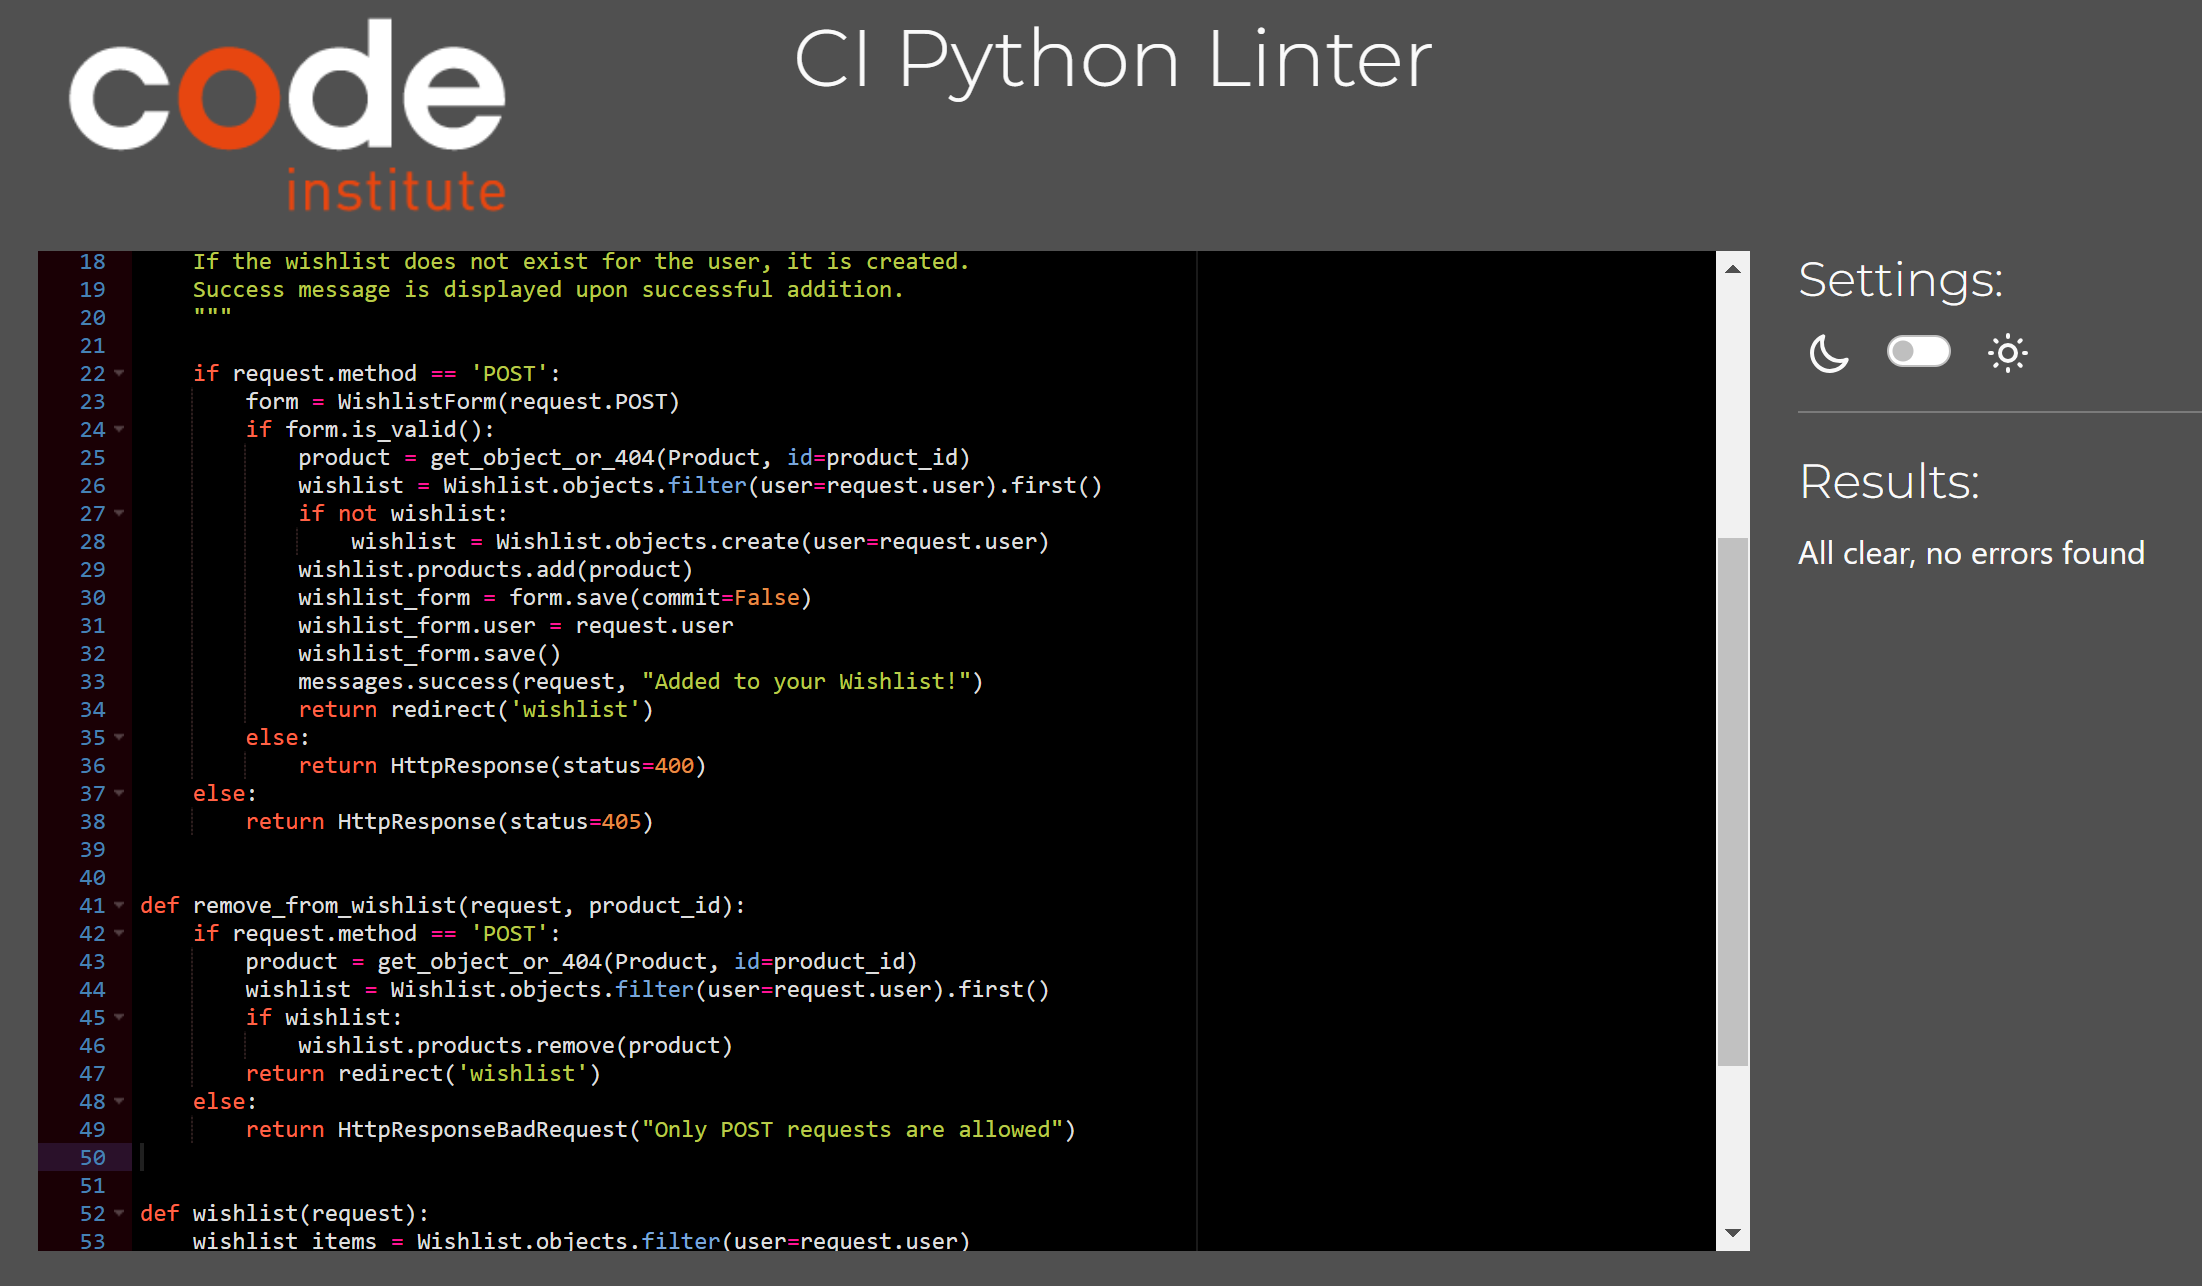 code
institute
CI Python Linter
18     If the wishlist does not exist for the user, it is created.
19     Success message is displayed upon successful addition.
20     """
21
22     if request.method == 'POST':
23         form = WishlistForm(request.POST)
24         if form.is_valid():
25             product = get_object_or_404(Product, id=product_id)
26             wishlist = Wishlist.objects.filter(user=request.user).first()
27             if not wishlist:
28                 wishlist = Wishlist.objects.create(user=request.user)
29             wishlist.products.add(product)
30             wishlist_form = form.save(commit=False)
31             wishlist_form.user = request.user
32             wishlist_form.save()
33             messages.success(request, "Added to your Wishlist!")
34             return redirect('wishlist')
35         else:
36             return HttpResponse(status=400)
37     else:
38         return HttpResponse(status=405)
39
40
41 def remove_from_wishlist(request, product_id):
42     if request.method == 'POST':
43         product = get_object_or_404(Product, id=product_id)
44         wishlist = Wishlist.objects.filter(user=request.user).first()
45         if wishlist:
46             wishlist.products.remove(product)
47         return redirect('wishlist')
48     else:
49         return HttpResponseBadRequest("Only POST requests are allowed")
50
51
52 def wishlist(request):
53     wishlist_items = Wishlist.objects.filter(user=request.user)
Settings:
Results:
All clear, no errors found